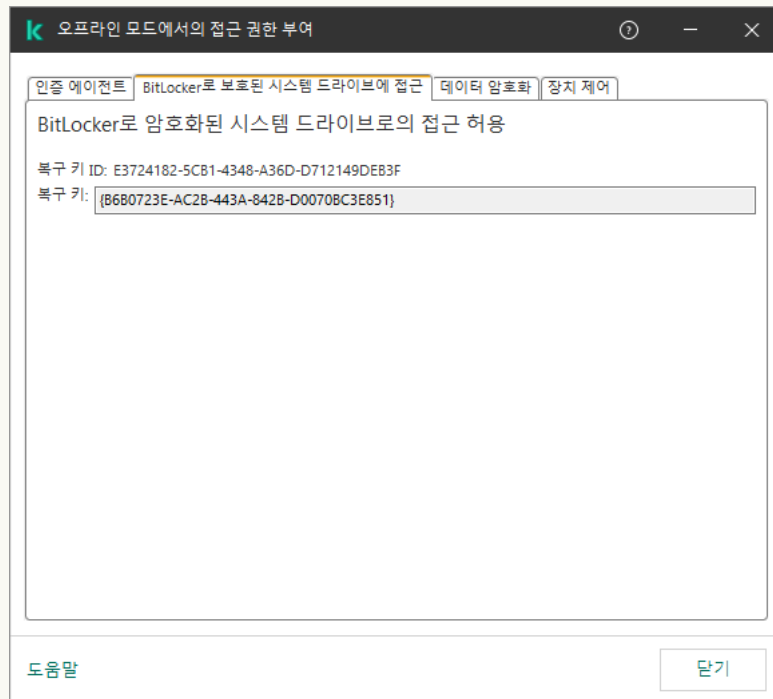 오프라인 모드에서의 접근 권한 부여
인증 에이전트 BitLocker로 보호된 시스템 드라이브에 접근 데이터 암호화 장치 제어
BitLocker로 암호화된 시스템 드라이브로의 접근 허용
복구 키 ID: E3724182-5CB1-4348-A36D-D712149DEB3F
복구 키: {B6B0723E-AC2B-443A-842B-D0070BC3E851}
도움말 닫기